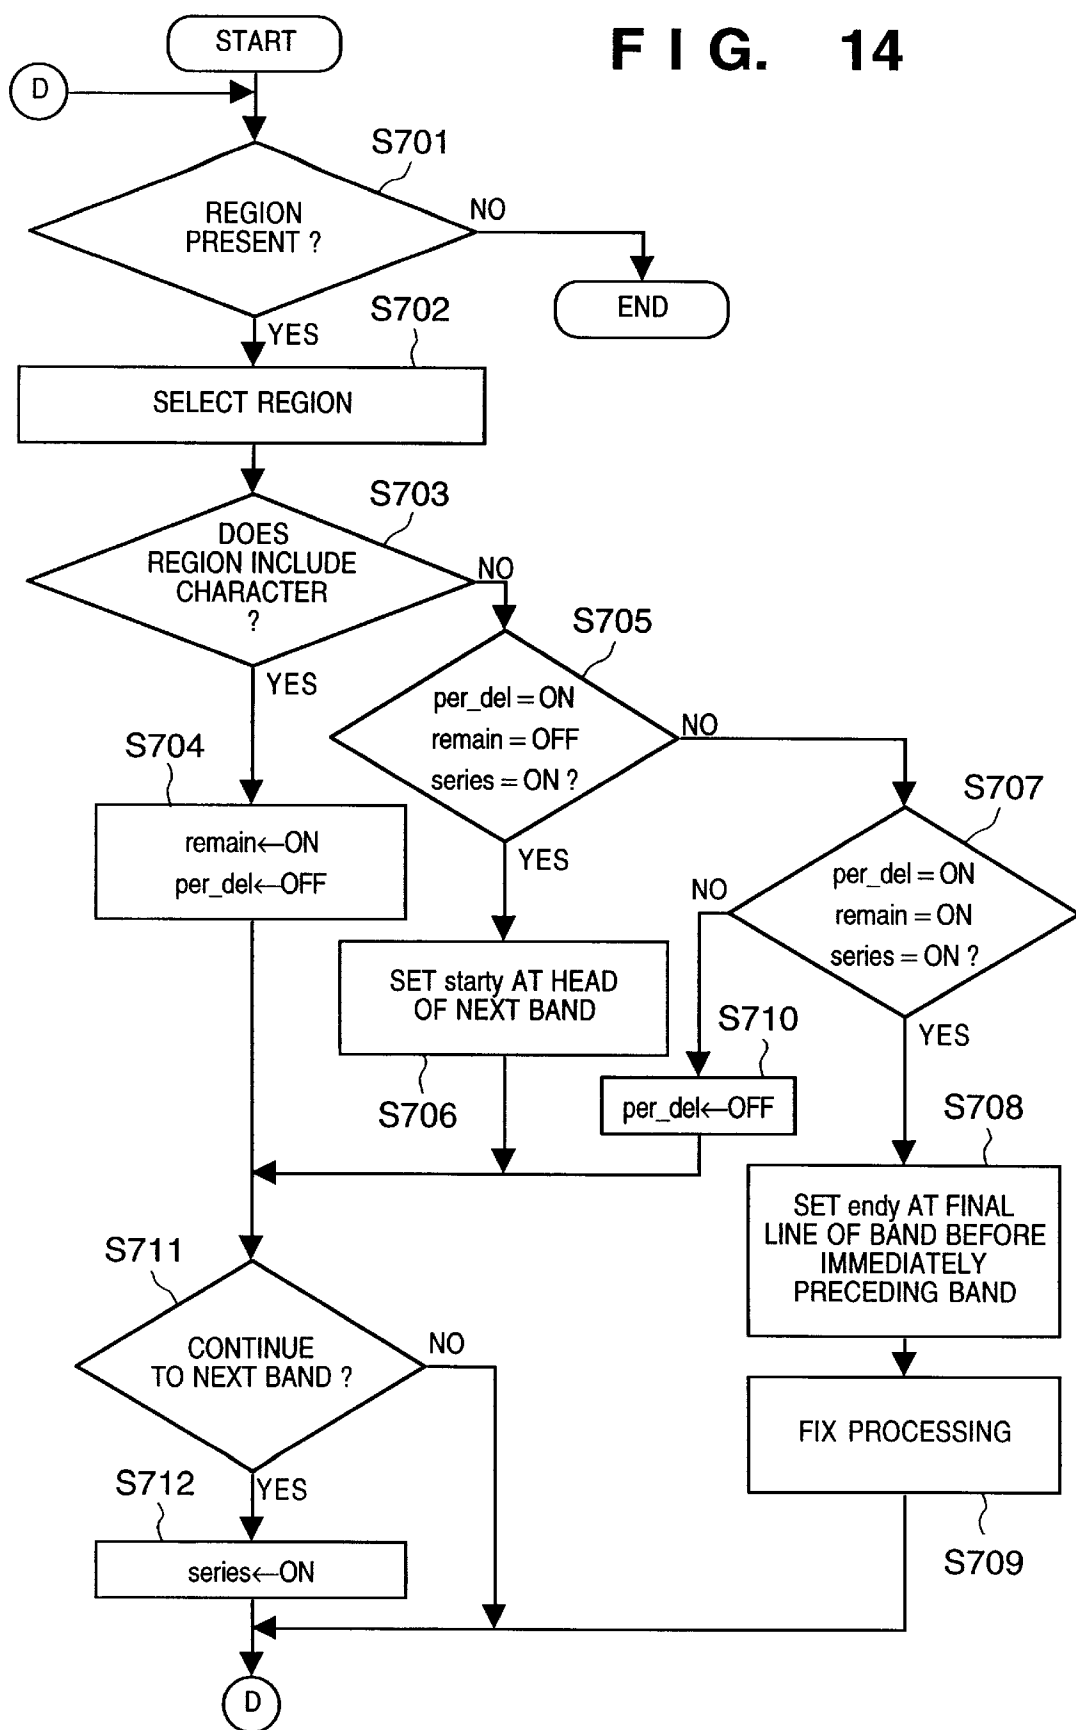 START
F I G. 14
D
S701
REGION
PRESENT ?
NO
END
YES
S702
SELECT REGION
S703
DOES
REGION INCLUDE
CHARACTER
?
NO
YES
S705
per_del = ON
remain = OFF
series = ON ?
NO
YES
S704
remain←ON
per_del←OFF
S707
per_del = ON
remain = ON
series = ON ?
NO
YES
SET starty AT HEAD
OF NEXT BAND
S706
S710
per_del←OFF
S708
SET endy AT FINAL
LINE OF BAND BEFORE
IMMEDIATELY
PRECEDING BAND
S711
CONTINUE
TO NEXT BAND ?
NO
YES
FIX PROCESSING
S709
S712
series←ON
D